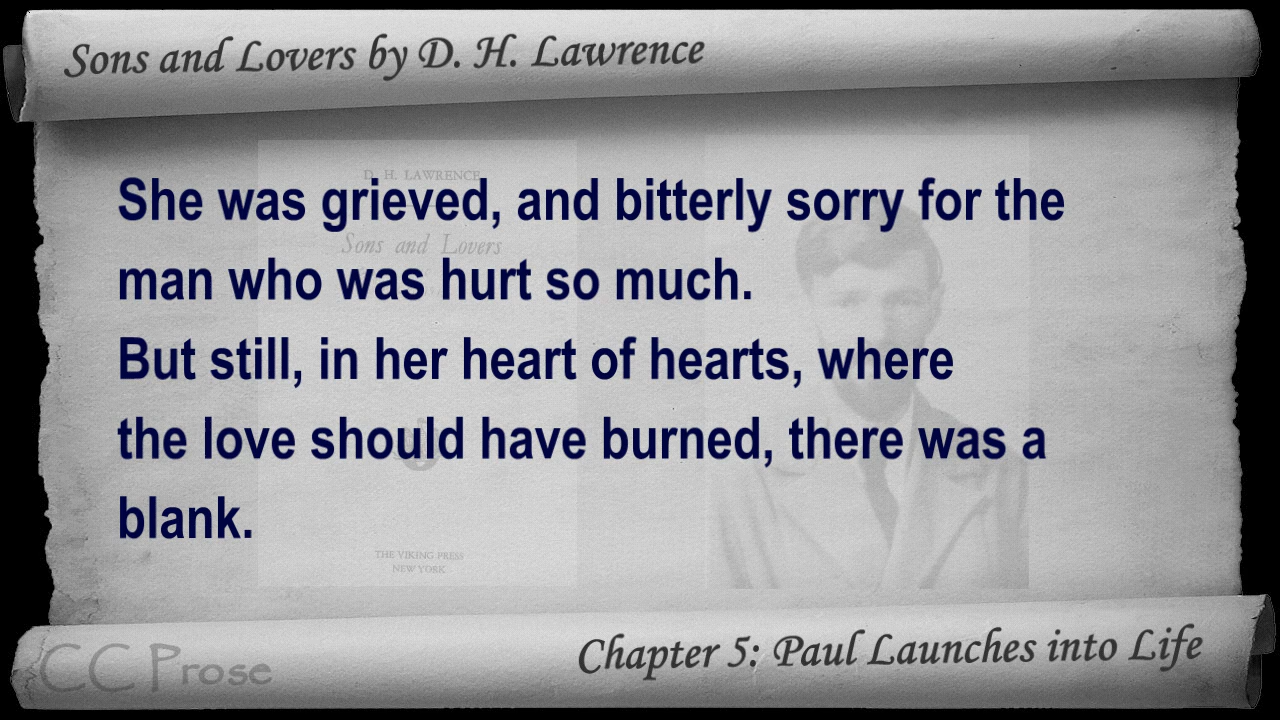 Sons and Lovers by D. H. Lawrence
D. H. LAWRENCE
She was grieved, and bitterly sorry for the
Sons and Lovers
man who was hurt so much.
But still, in her heart of hearts, where
the love should have burned, there was a
blank.
THE VIKING PRESS
NEW YORK
Chapter 5: Paul Launches into Life
CC Prose